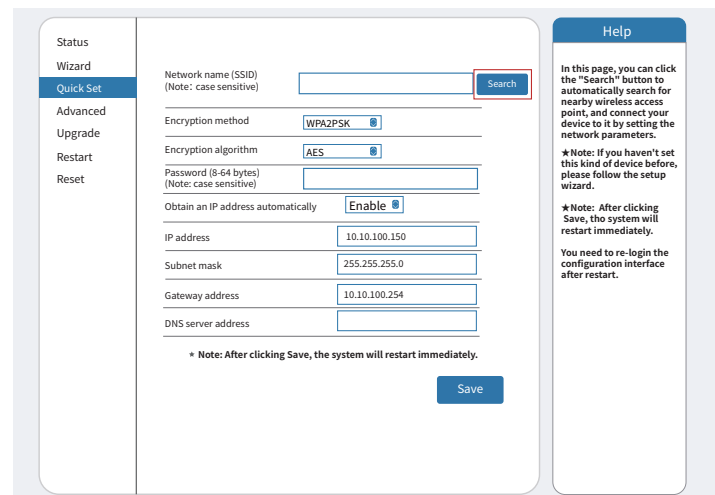 Status
Wizard
Quick Set
Advanced
Upgrade
Restart
Reset
Network name (SSID)
(Note: case sensitive)
Search
Encryption method
WPA2PSK
Encryption algorithm
AES
Password (8-64 bytes)
(Note: case sensitive)
Obtain an IP address automatically
Enable
IP address
10.10.100.150
Subnet mask
255.255.255.0
Gateway address
10.10.100.254
DNS server address
* Note: After clicking Save, the system will restart immediately.
Save
Help
In this page, you can click
the "Search" button to
automatically search for
nearby wireless access
point, and connect your
device to it by setting the
network parameters.
★Note: If you haven't set
this kind of device before,
please follow the setup
wizard.
★Note: After clicking
Save, tho system will
restart immediately.
You need to re-login the
configuration interface
after restart.